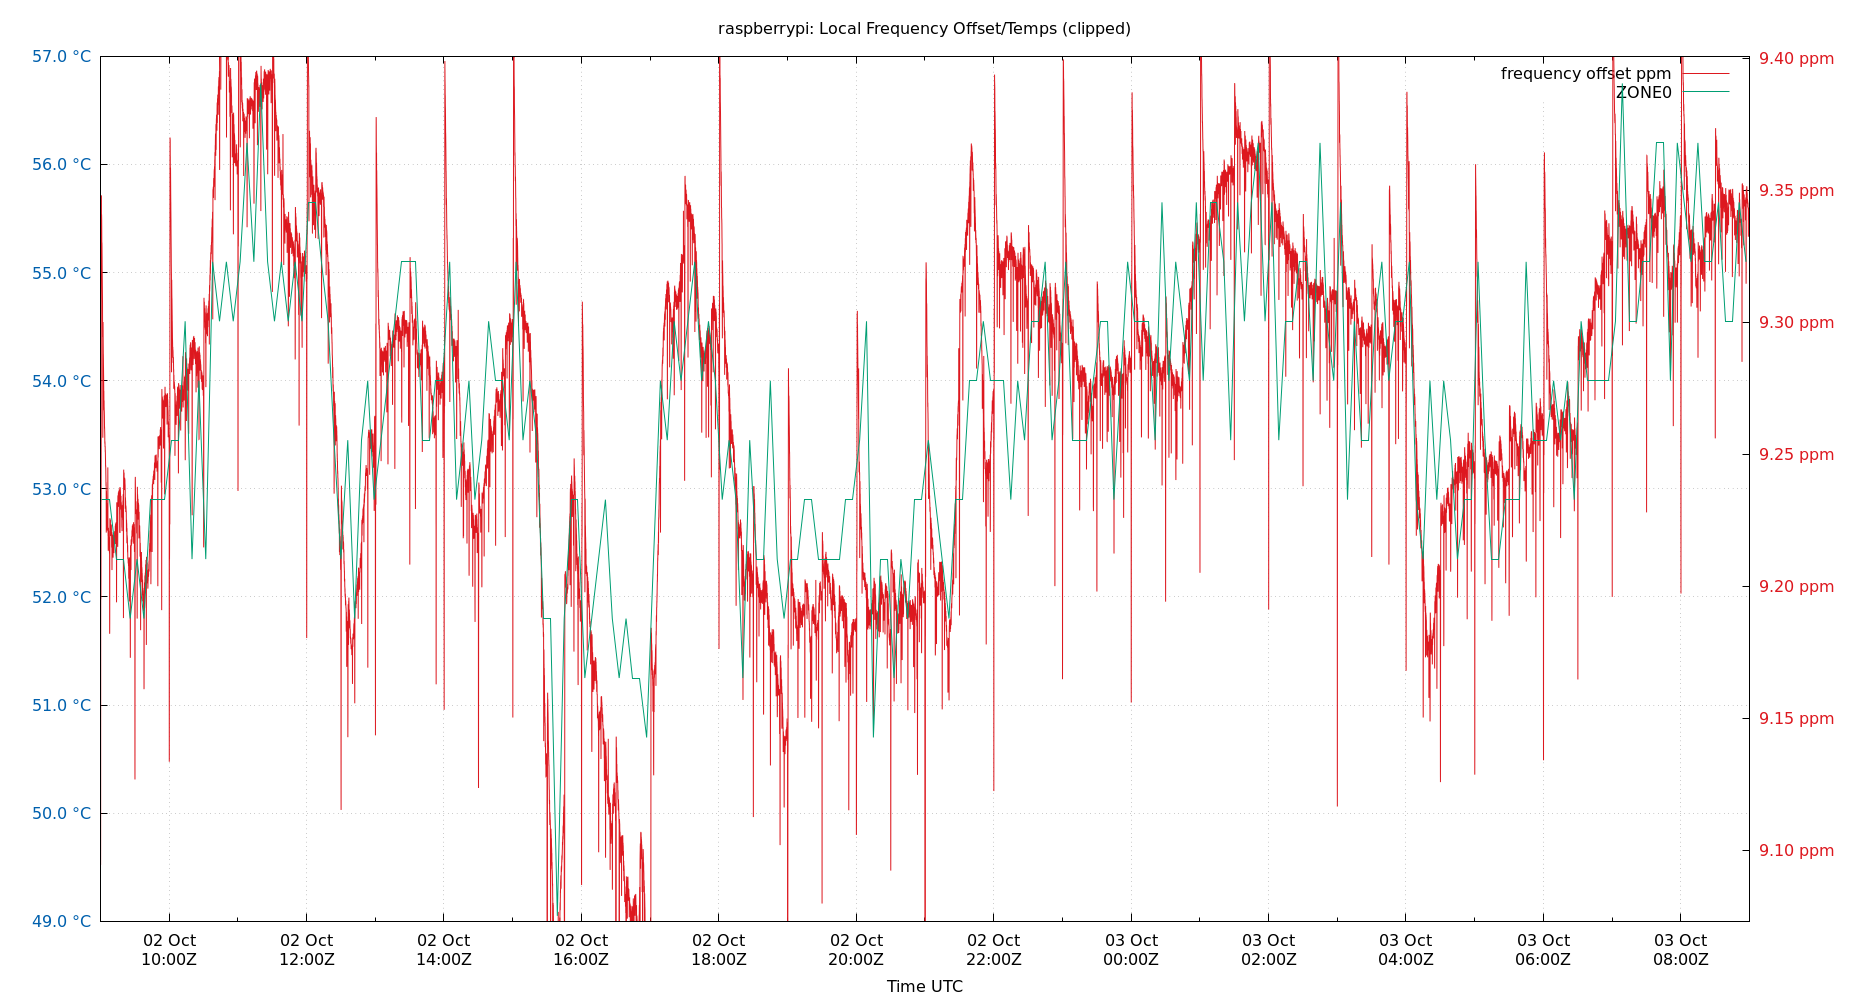 raspberrypi: Local Frequency Offset/Temps (clipped)
frequency offset ppm
ZONE0
57.0 °C
56.0 °C
55.0 °C
54.0 °C
53.0 °C
52.0 °C
51.0 °C
50.0 °C
49.0 °C
9.40 ppm
9.35 ppm
9.30 ppm
9.25 ppm
9.20 ppm
9.15 ppm
9.10 ppm
02 Oct
10:00Z
02 Oct
12:00Z
02 Oct
14:00Z
02 Oct
16:00Z
02 Oct
18:00Z
02 Oct
20:00Z
02 Oct
22:00Z
03 Oct
00:00Z
03 Oct
02:00Z
03 Oct
04:00Z
03 Oct
06:00Z
03 Oct
08:00Z
Time UTC